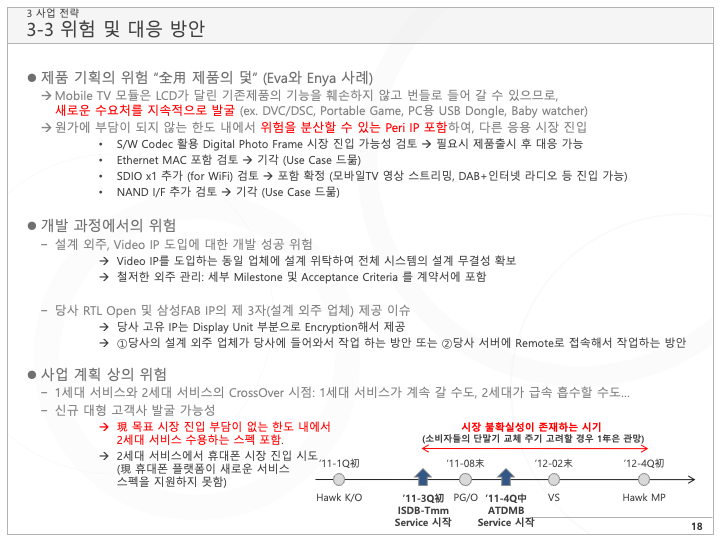 3 사업 전략
3-3 위험 및 대응 방안
● 제품 기획의 위험 “全用 제품의 덫” (Eva와 Enya 사례)
→ Mobile TV 모듈은 LCD가 달린 기존제품의 기능을 훼손하지 않고 번들로 들어 갈 수 있으므로,
새로운 수요처를 지속적으로 발굴 (ex. DVC/DSC, Portable Game, PC용 USB Dongle, Baby watcher)
→ 원가에 부담이 되지 않는 한도 내에서 위험을 분산할 수 있는 Peri IP 포함하여, 다른 응용 시장 진입
• S/W Codec 활용 Digital Photo Frame 시장 진입 가능성 검토 → 필요시 제품출시 후 대응 가능
• Ethernet MAC 포함 검토 → 기각 (Use Case 드뭄)
• SDIO x1 추가 (for WiFi) 검토 → 포함 확정 (모바일TV 영상 스트리밍, DAB+인터넷 라디오 등 진입 가능)
• NAND I/F 추가 검토 → 기각 (Use Case 드뭄)
● 개발 과정에서의 위험
– 설계 외주, Video IP 도입에 대한 개발 성공 위험
→ Video IP를 도입하는 동일 업체에 설계 위탁하여 전체 시스템의 설계 무결성 확보
→ 철저한 외주 관리: 세부 Milestone 및 Acceptance Criteria 를 계약서에 포함
– 당사 RTL Open 및 삼성FAB IP의 제 3자(설계 외주 업체) 제공 이슈
→ 당사 고유 IP는 Display Unit 부분으로 Encryption해서 제공
→ ①당사의 설계 외주 업체가 당사에 들어와서 작업 하는 방안 또는 ②당사 서버에 Remote로 접속해서 작업하는 방안
● 사업 계획 상의 위험
– 1세대 서비스와 2세대 서비스의 CrossOver 시점: 1세대 서비스가 계속 갈 수도, 2세대가 급속 흡수할 수도...
– 신규 대형 고객사 발굴 가능성
→ 現 목표 시장 진입 부담이 없는 한도 내에서
2세대 서비스 수용하는 스펙 포함.
→ 2세대 서비스에서 휴대폰 시장 진입 시도
(現 휴대폰 플랫폼이 새로운 서비스
스펙을 지원하지 못함)
시장 불확실성이 존재하는 시기
(소비자들의 단말기 교체 주기 고려할 경우 1年은 관망)
’11-1Q初 ’11-08末 ’12-02末 ’12-4Q初
Hawk K/O ’11-3Q初 PG/O ’11-4Q中 VS Hawk MP
ISDB-Tmm ATDMB
Service 시작 Service 시작
18